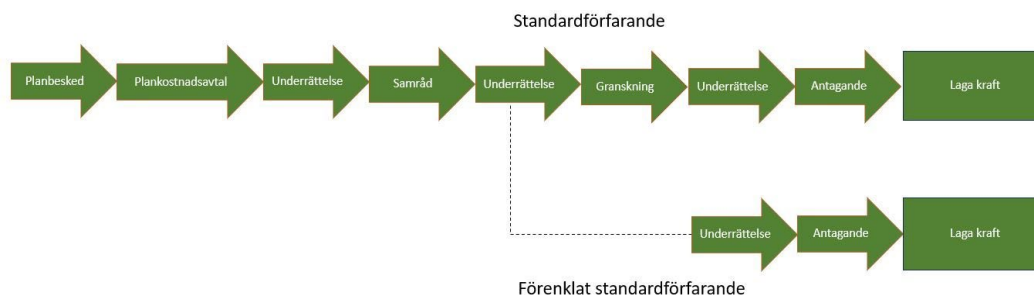 Standardförfarande
Planbesked
Plankostnadsavtal
Underrättelse
Samråd
Underrättelse
Granskning
Underrättelse
Antagande
Laga kraft
Underrättelse
Antagande
Laga kraft
Förenklat standardförfarande